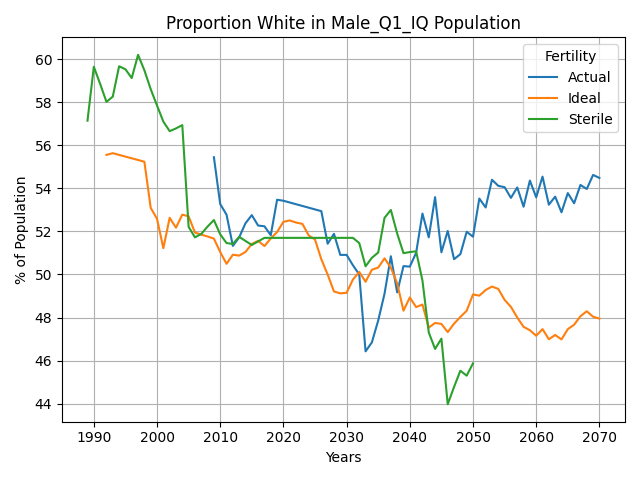 Proportion White in Male_Q1_IQ Population
Fertility
Actual
Ideal
Sterile
% of Population
60
58
56
54
52
50
48
46
44
1990 2000 2010 2020 2030 2040 2050 2060 2070
Years